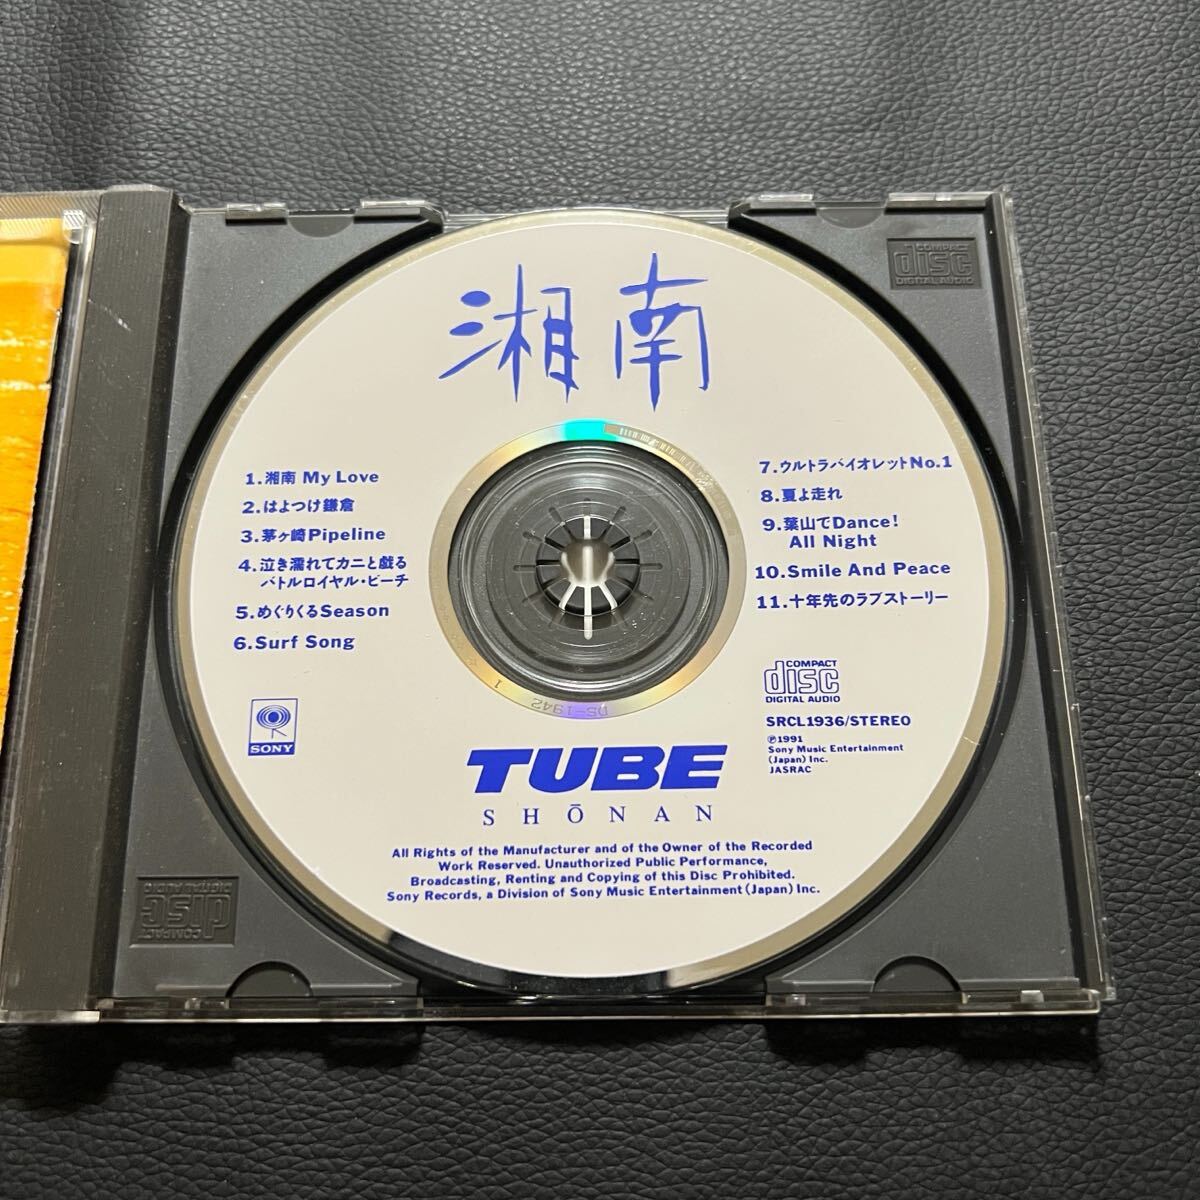 湘南
1.湘南 My Love
2.はよつけ鎌倉
3.茅ヶ崎Pipeline
4.泣き濡れてカニと戯る
バトルロイヤル・ビーチ
5.めぐりくるSeason
6.Surf Song
7.ウルトラバイオレットNo.1
8.夏よ走れ
9.葉山でDance!
All Night
10.Smile And Peace
11.十年先のラブストーリー
SONY
COMPACT
disc
DIGITAL AUDIO
SRCL1936/STEREO
Ⓟ1991
Sony Music Entertainment
(Japan) Inc.
JASRAC
TUBE
SHŌNAN
All Rights of the Manufacturer and of the Owner of the Recorded
Work Reserved. Unauthorized Public Performance,
Broadcasting, Renting and Copying of this Disc Prohibited.
Sony Records, a Division of Sony Music Entertainment (Japan) Inc.
DS-1942 1
COMPACT
disc
DIGITAL AUDIO
COMPACT
disc
DIGITAL AUDIO